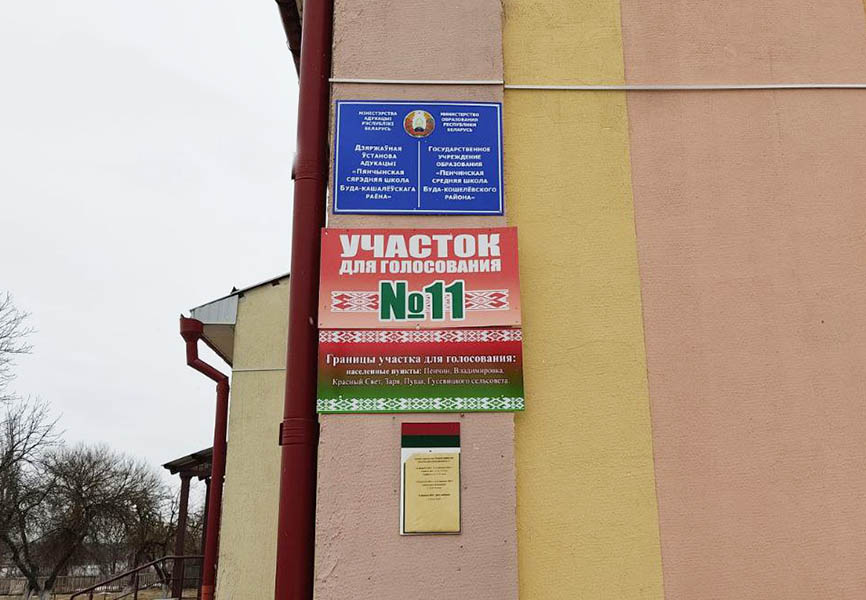 МІНІСТЭРСТВА
АДУКАЦЫІ
РЭСПУБЛІКІ
БЕЛАРУСЬ
МИНИСТЕРСТВО
ОБРАЗОВАНИЯ
РЕСПУБЛИКИ
БЕЛАРУСЬ
ДЗЯРЖАЎНАЯ
ЎСТАНОВА
АДУКАЦЫІ
«ПЯНЧЫНСКАЯ
СЯРЭДНЯЯ ШКОЛА
БУДА-КАШАЛЁЎСКАГА
РАЁНА»
ГОСУДАРСТВЕННОЕ
УЧРЕЖДЕНИЕ
ОБРАЗОВАНИЯ
«ПЕНЧИНСКАЯ
СРЕДНЯЯ ШКОЛА
БУДА-КОШЕЛЁВСКОГО
РАЙОНА»
УЧАСТОК
ДЛЯ ГОЛОСОВАНИЯ
№11
Границы участка для голосования:
населенные пункты: Пенчин, Владимировка,
Красный Свет, Заря, Гусевицкого сельсовета.